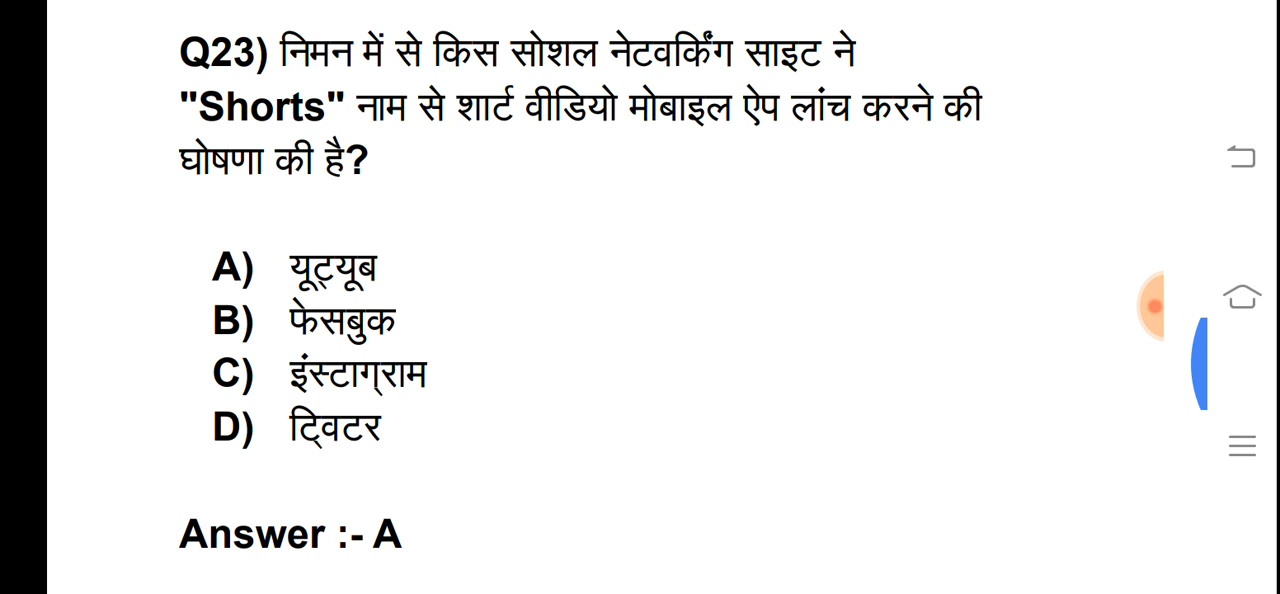 Q23) निमन में से किस सोशल नेटवर्किंग साइट ने
"Shorts" नाम से शार्ट वीडियो मोबाइल ऐप लांच करने की
घोषणा की है?
A) यूट्यूब
B) फेसबुक
C) इंस्टाग्राम
D) ट्विटर
Answer :- A